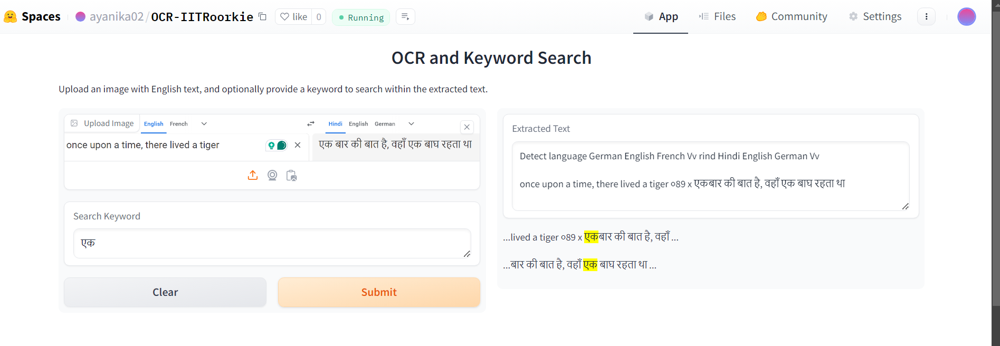 Spaces
ayanika02/OCR-IITRoorkie
like 0
Running
App
Files
Community
Settings
OCR and Keyword Search
Upload an image with English text, and optionally provide a keyword to search within the extracted text.
Upload Image
English French
Hindi English German
once upon a time, there lived a tiger
एक बार की बात है, वहाँ एक बाघ रहता था
Search Keyword
एक
Clear
Submit
Extracted Text
Detect language German English French Vv rind Hindi English German Vv
once upon a time, there lived a tiger ०89 x एकबार की बात है, वहाँ एक बाघ रहता था
...lived a tiger ०89 x एकबार की बात है, वहाँ ...
...बार की बात है, वहाँ एक बाघ रहता था ...